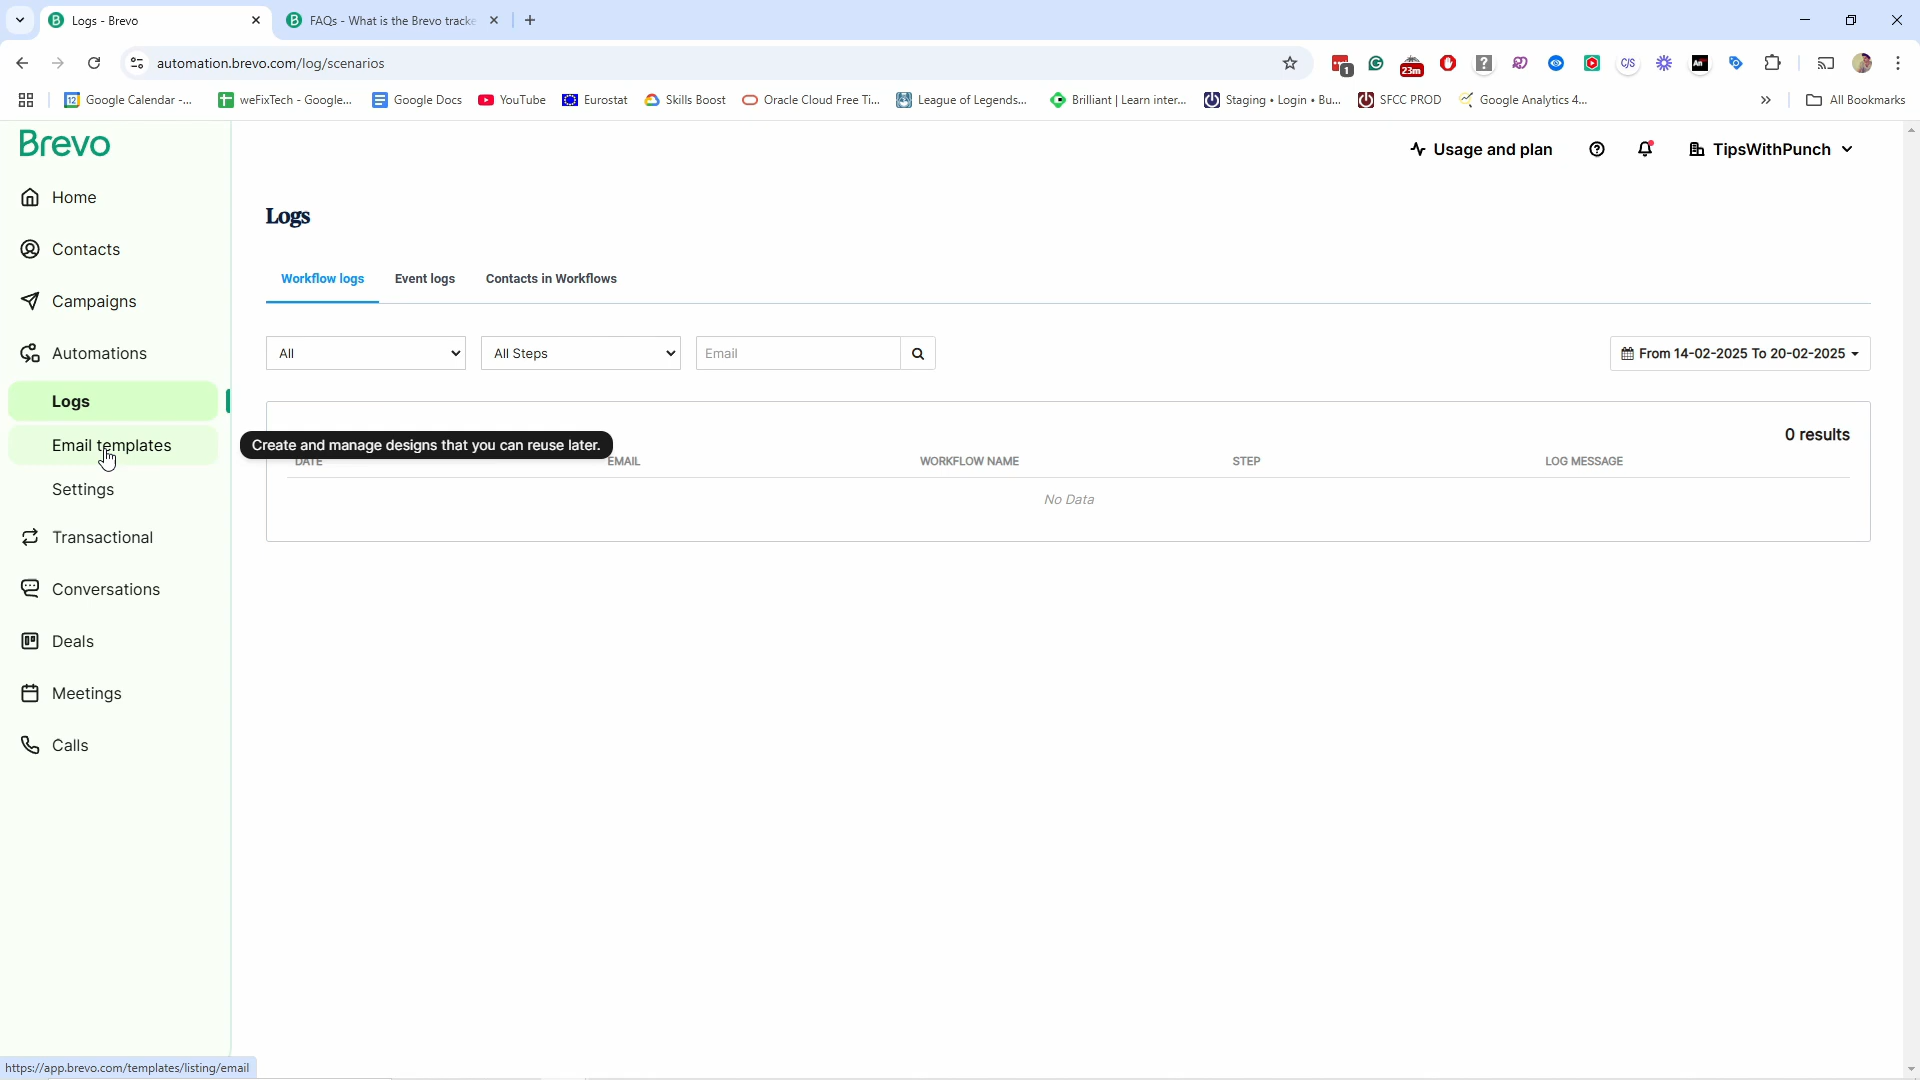 Logs - Brevo
FAQs - What is the Brevo tracke
automation.brevo.com/log/scenarios
1
23m
C/S
An
Google Calendar -...
weFixTech - Google...
Google Docs
YouTube
Eurostat
Skills Boost
Oracle Cloud Free Ti...
League of Legends...
Brilliant | Learn inter...
Staging • Login • Bu...
SFCC PROD
Google Analytics 4...
All Bookmarks
Brevo
Usage and plan
TipsWithPunch
Home
Contacts
Campaigns
Automations
Logs
Email templates
Settings
Transactional
Conversations
Deals
Meetings
Calls
Logs
Workflow logs
Event logs
Contacts in Workflows
All
All Steps
Email
From 14-02-2025 To 20-02-2025
0 results
Create and manage designs that you can reuse later.
DATE
EMAIL
WORKFLOW NAME
STEP
LOG MESSAGE
No Data
https://app.brevo.com/templates/listing/email